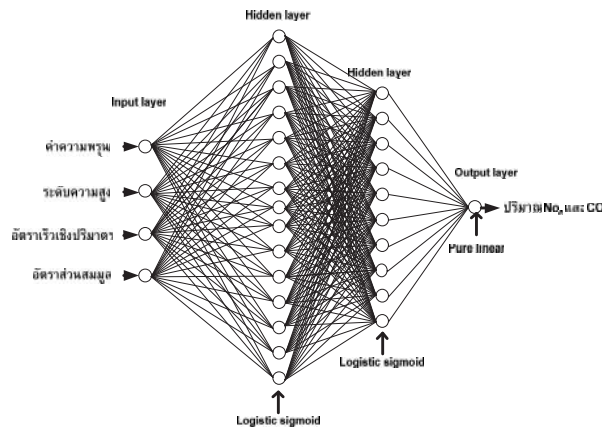 Hidden layer
Hidden layer
Input layer
ค่าความพรุน
ระดับความสูง
อัตราเร็วเชิงปริมาตร
อัตราส่วนสมมูล
Output layer
ปริมาณ Noₓ และ CO
Pure linear
Logistic sigmoid
Logistic sigmoid